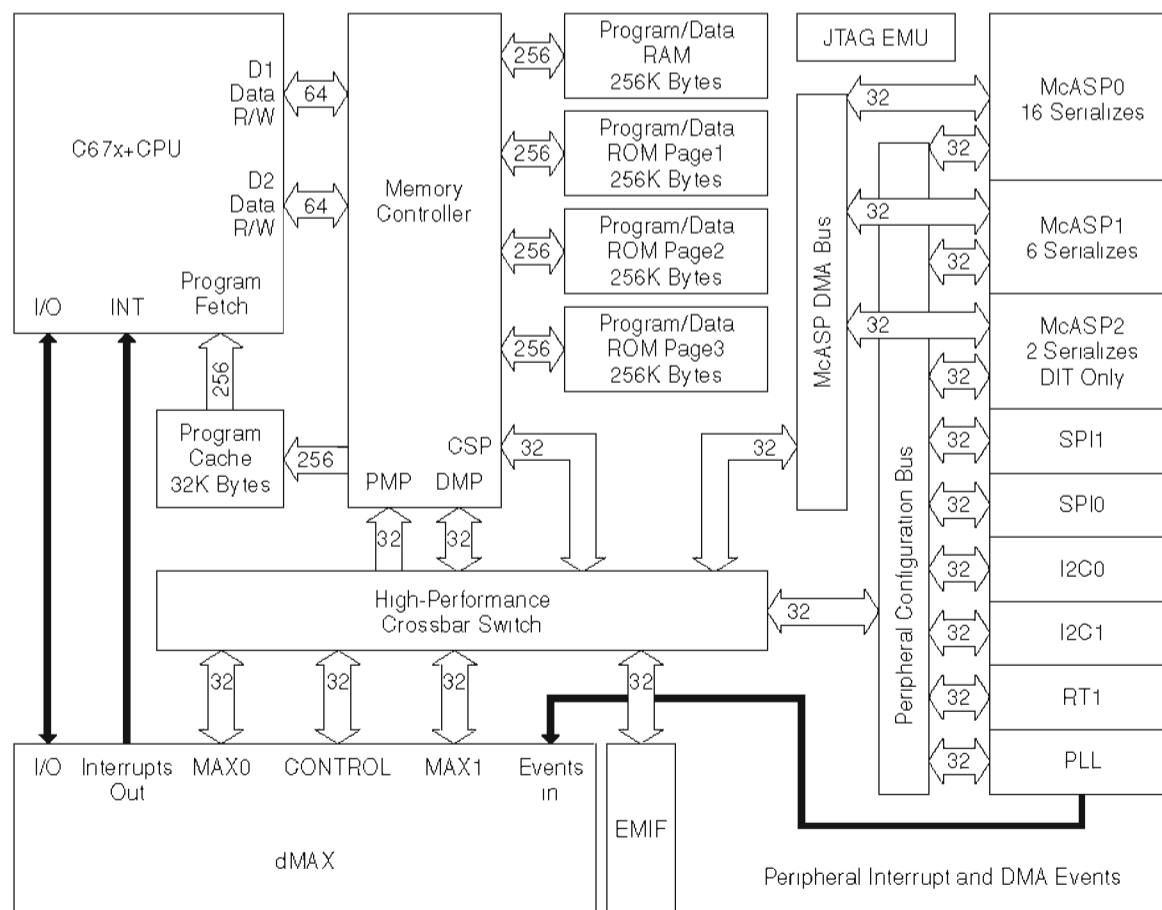 D1
Data
R/W
64
C67x+CPU
D2
Data
R/W
64
I/O
INT
Program
Fetch
256
Program
Cache
32K Bytes
256
Memory
Controller
CSP
PMP
DMP
32
32
32
256
Program/Data
RAM
256K Bytes
256
Program/Data
ROM Page1
256K Bytes
256
Program/Data
ROM Page2
256K Bytes
256
Program/Data
ROM Page3
256K Bytes
JTAG EMU
McASP DMA Bus
32
32
32
32
Peripheral Configuration Bus
McASP0
16 Serializes
32
McASP1
6 Serializes
32
McASP2
2 Serializes
DIT Only
32
SPI1
32
SPI0
32
I2C0
32
I2C1
32
RT1
32
PLL
32
High-Performance
Crossbar Switch
32
32
32
32
32
I/O
Interrupts
Out
MAX0
CONTROL
MAX1
Events
in
dMAX
EMIF
Peripheral Interrupt and DMA Events